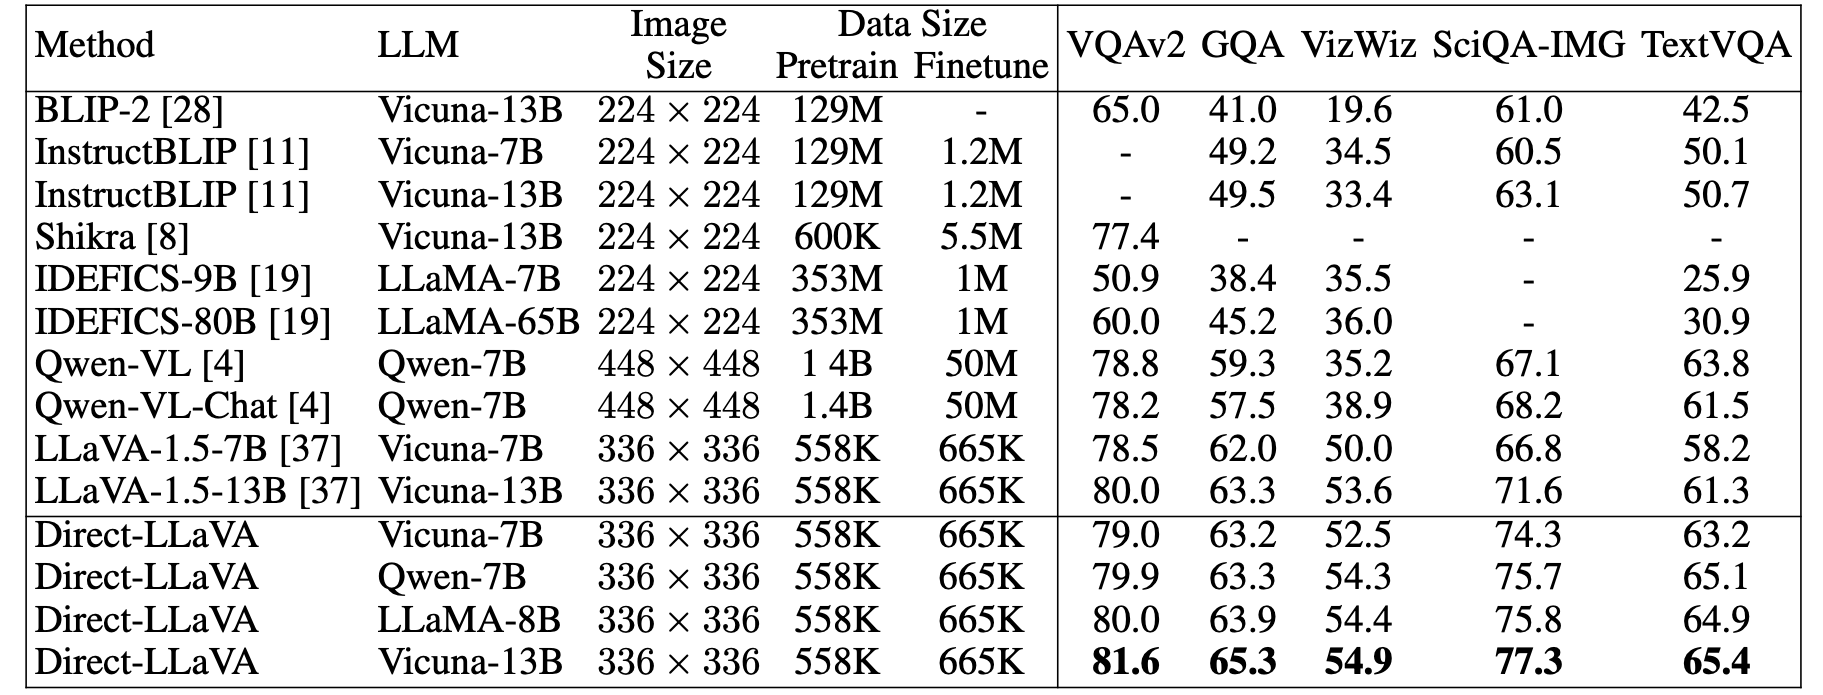 Method LLM Image Size Data Size Pretrain Finetune VQAv2 GQA VizWiz SciQA-IMG TextVQA
BLIP-2 [28] Vicuna-13B 224 × 224 129M - 65.0 41.0 19.6 61.0 42.5
InstructBLIP [11] Vicuna-7B 224 × 224 129M 1.2M - 49.2 34.5 60.5 50.1
InstructBLIP [11] Vicuna-13B 224 × 224 129M 1.2M - 49.5 33.4 63.1 50.7
Shikra [8] Vicuna-13B 224 × 224 600K 5.5M 77.4 - - - -
IDEFICS-9B [19] LLaMA-7B 224 × 224 353M 1M 50.9 38.4 35.5 - 25.9
IDEFICS-80B [19] LLaMA-65B 224 × 224 353M 1M 60.0 45.2 36.0 - 30.9
Qwen-VL [4] Qwen-7B 448 × 448 1 4B 50M 78.8 59.3 35.2 67.1 63.8
Qwen-VL-Chat [4] Qwen-7B 448 × 448 1.4B 50M 78.2 57.5 38.9 68.2 61.5
LLaVA-1.5-7B [37] Vicuna-7B 336 × 336 558K 665K 78.5 62.0 50.0 66.8 58.2
LLaVA-1.5-13B [37] Vicuna-13B 336 × 336 558K 665K 80.0 63.3 53.6 71.6 61.3
Direct-LLaVA Vicuna-7B 336 × 336 558K 665K 79.0 63.2 52.5 74.3 63.2
Direct-LLaVA Qwen-7B 336 × 336 558K 665K 79.9 63.3 54.3 75.7 65.1
Direct-LLaVA LLaMA-8B 336 × 336 558K 665K 80.0 63.9 54.4 75.8 64.9
Direct-LLaVA Vicuna-13B 336 × 336 558K 665K 81.6 65.3 54.9 77.3 65.4